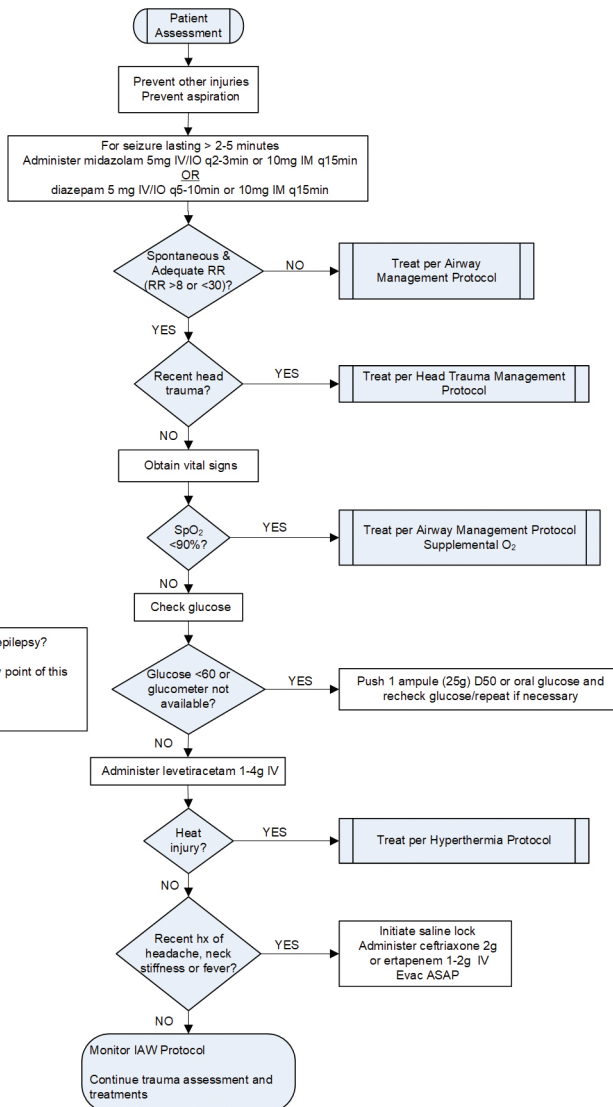 Patient
Assessment
Prevent other injuries
Prevent aspiration
For seizure lasting > 2-5 minutes
Administer midazolam 5mg IV/IO q2-3min or 10mg IM q15min
OR
diazepam 5 mg IV/IO q5-10min or 10mg IM q15min
Spontaneous &
Adequate RR
(RR >8 or <30)?
NO
Treat per Airway
Management Protocol
YES
Recent head
trauma?
YES
Treat per Head Trauma Management
Protocol
NO
Obtain vital signs
SpO₂
<90%?
YES
Treat per Airway Management Protocol
Supplemental O₂
NO
Check glucose
epilepsy?
point of this
Glucose <60 or
glucometer not
available?
YES
Push 1 ampule (25g) D50 or oral glucose and
recheck glucose/repeat if necessary
NO
Administer levetiracetam 1-4g IV
Heat
injury?
YES
Treat per Hyperthermia Protocol
NO
Recent hx of
headache, neck
stiffness or fever?
YES
Initiate saline lock
Administer ceftriaxone 2g
or ertapenem 1-2g IV
Evac ASAP
NO
Monitor IAW Protocol
Continue trauma assessment and
treatments